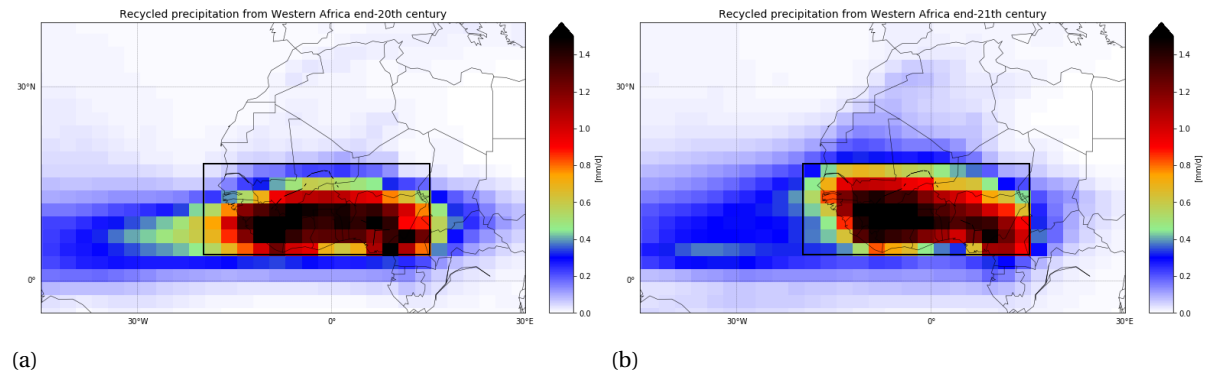 Recycled precipitation from Western Africa end-20th century
30°N
0°
30°W
0°
30°E
1.4
1.2
1.0
0.8
0.6
0.4
0.2
0.0
[mm/d]
(a)
Recycled precipitation from Western Africa end-21th century
30°N
0°
30°W
0°
30°E
1.4
1.2
1.0
0.8
0.6
0.4
0.2
0.0
[mm/d]
(b)